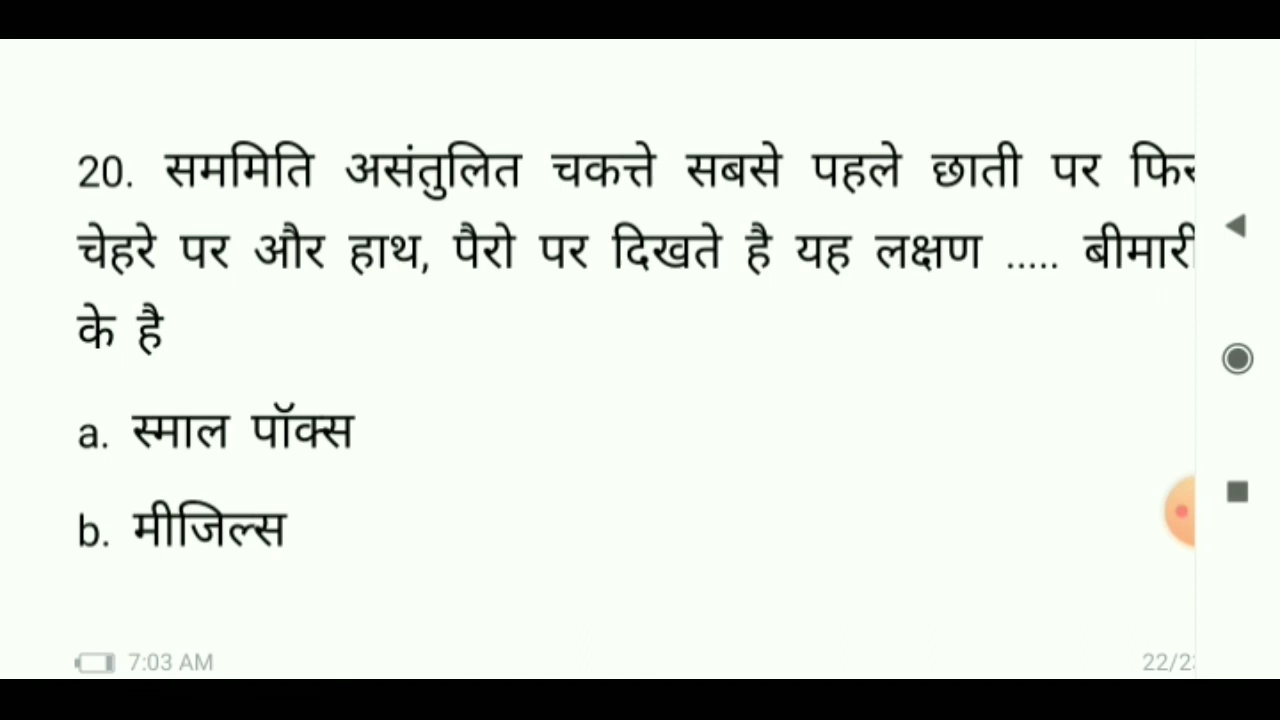 20. सममिति असंतुलित चकत्ते सबसे पहले छाती पर
चेहरे पर और हाथ, पैरो पर दिखते है यह लक्षण ..... बीमारी
के है
a. स्माल पॉक्स
b. मीजिल्स
7:03 AM